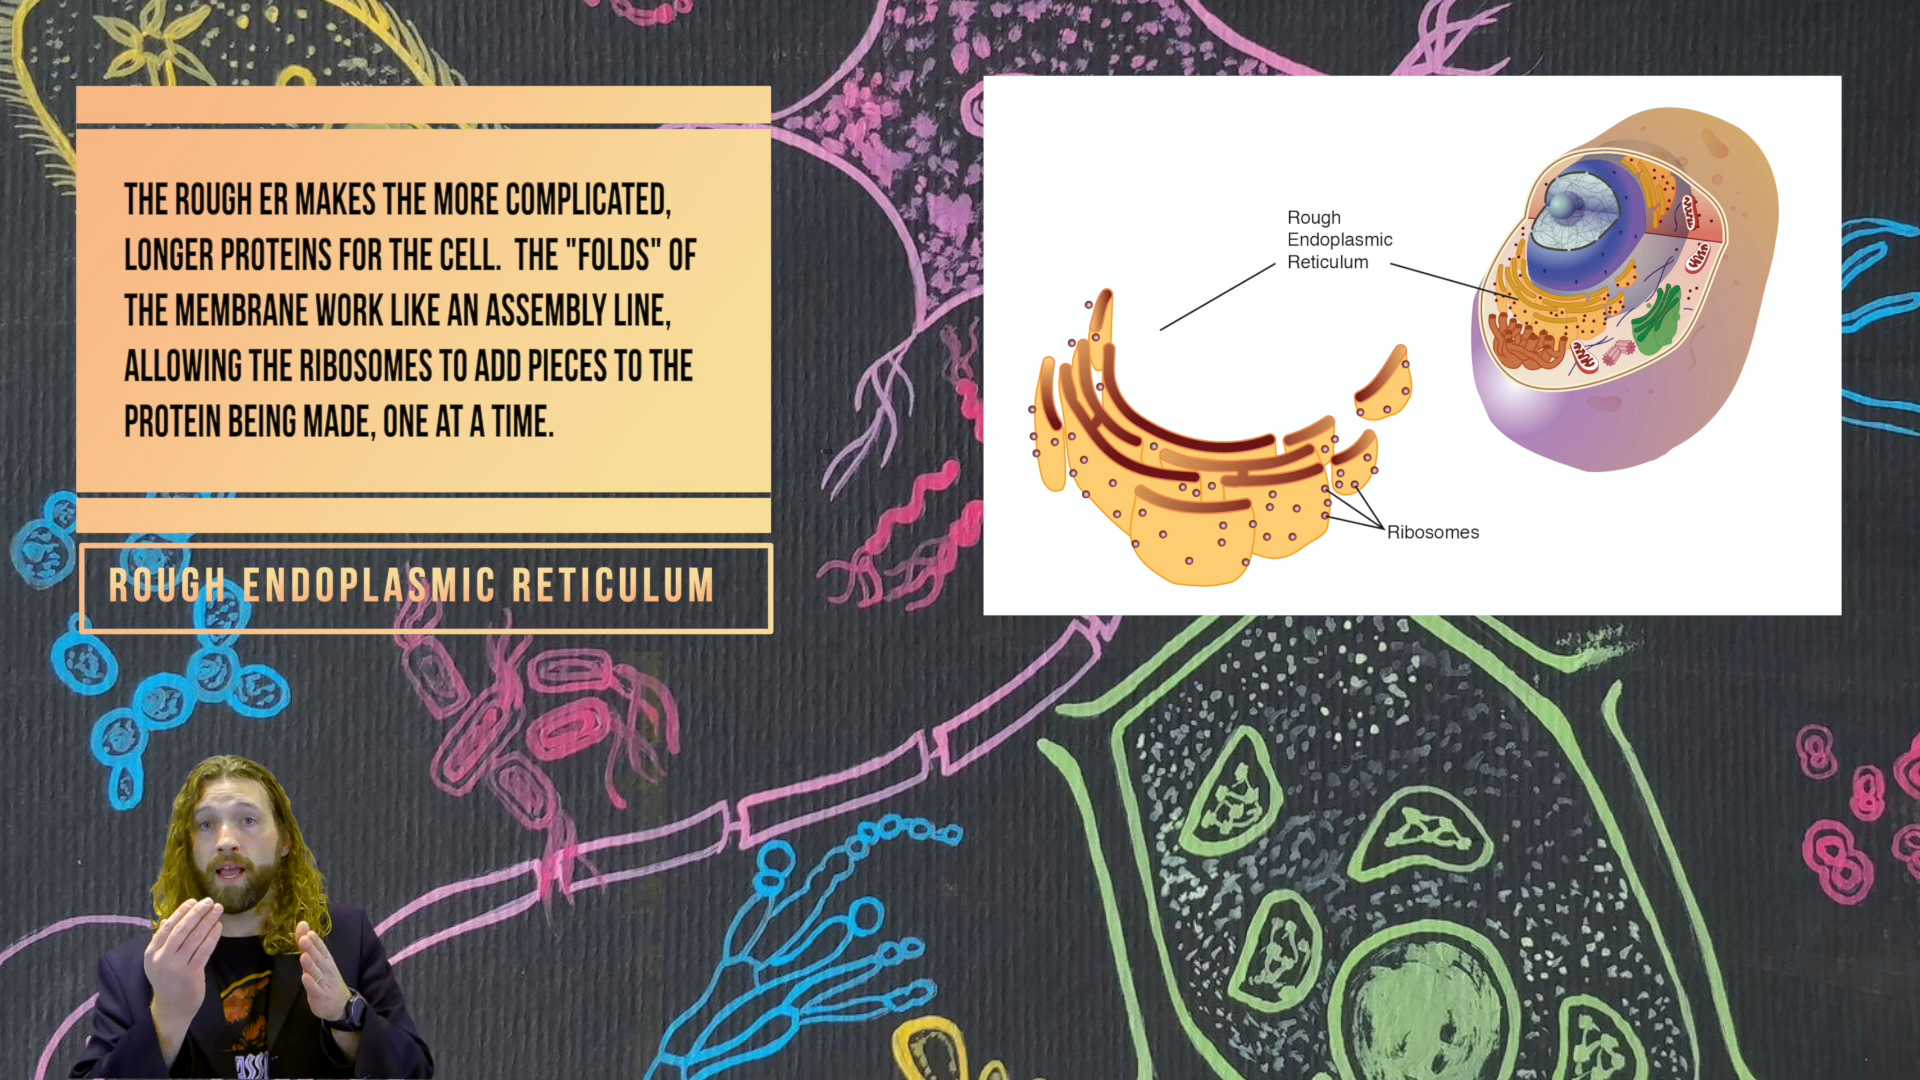 THE ROUGH ER MAKES THE MORE COMPLICATED,
LONGER PROTEINS FOR THE CELL. THE "FOLDS" OF
THE MEMBRANE WORK LIKE AN ASSEMBLY LINE,
ALLOWING THE RIBOSOMES TO ADD PIECES TO THE
PROTEIN BEING MADE, ONE AT A TIME.
ROUGH ENDOPLASMIC RETICULUM
Rough
Endoplasmic
Reticulum
Ribosomes